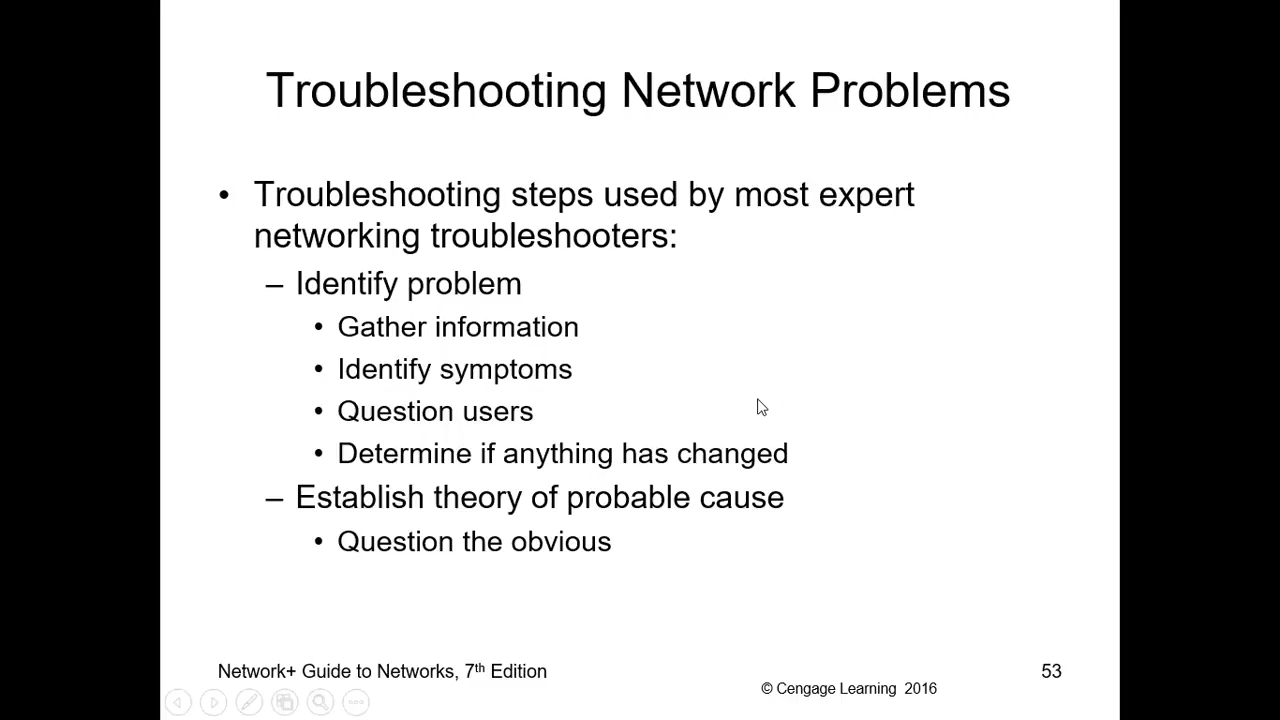 Troubleshooting Network Problems
• Troubleshooting steps used by most expert
networking troubleshooters:
– Identify problem
• Gather information
• Identify symptoms
• Question users
• Determine if anything has changed
– Establish theory of probable cause
• Question the obvious
Network+ Guide to Networks, 7th Edition
53
© Cengage Learning 2016